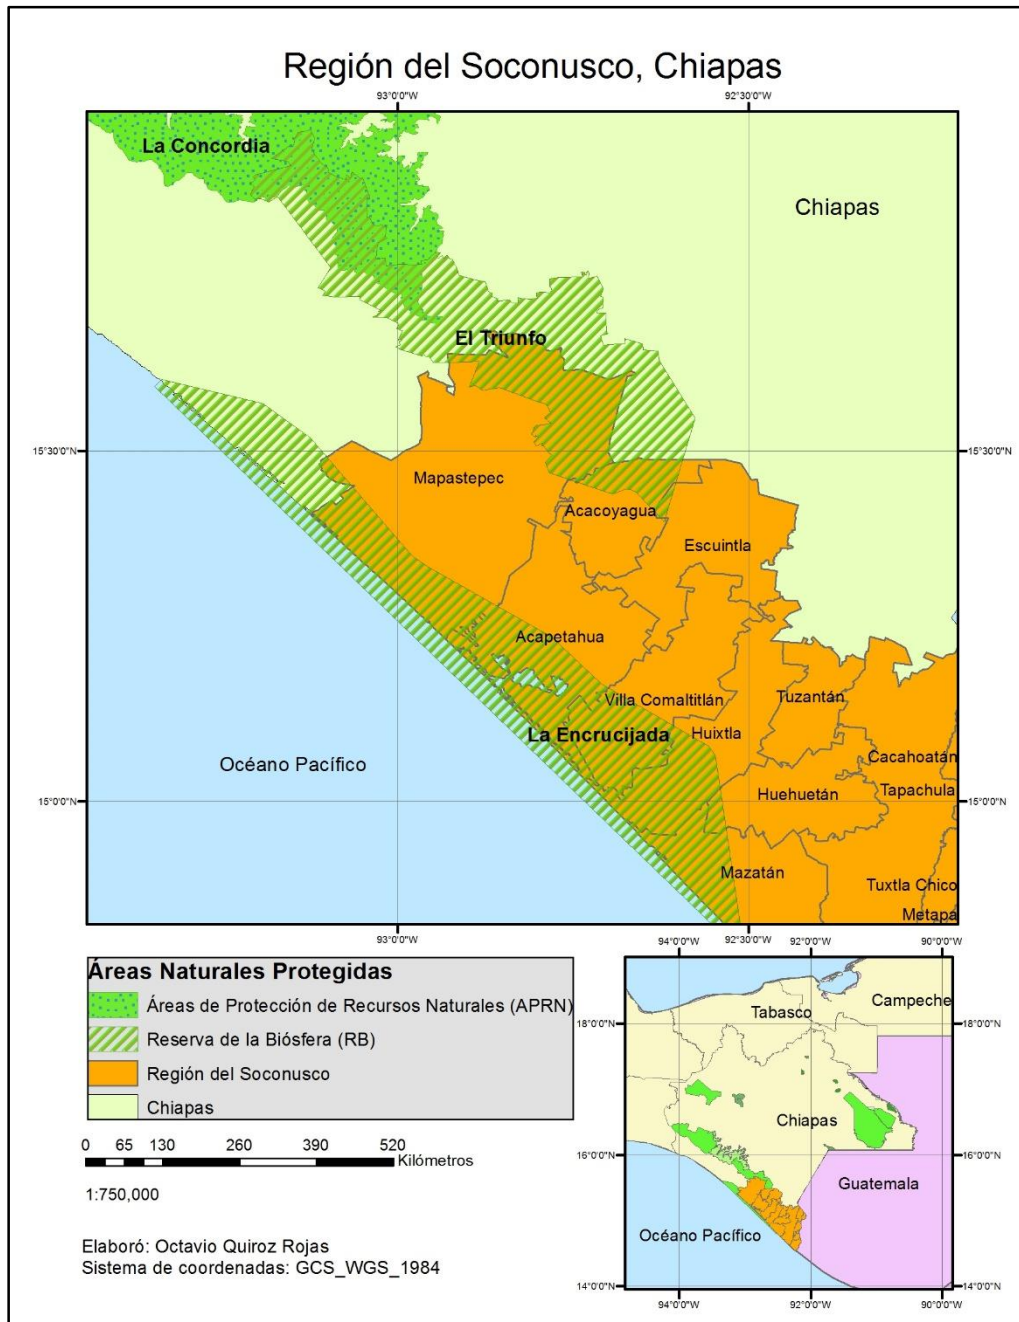 Región del Soconusco, Chiapas
93°0'0"W
92°30'0"W
La Concordia
Chiapas
El Triunfo
15°30'0"N
15°30'0"N
Mapastepec
Acacoyagua
Escuintla
Acapetahua
Villa Comaltitlán
Tuzantán
La Encrucijada
Huixtla
Océano Pacífico
Cacahoatán
Huehuetán
Tapachula
15°0'0"N
15°0'0"N
Mazatán
Tuxtla Chico
Metapa
93°0'0"W
92°30'0"W
Áreas Naturales Protegidas
Áreas de Protección de Recursos Naturales (APRN)
Reserva de la Biósfera (RB)
Región del Soconusco
Chiapas
0 65 130 260 390 520
Kilómetros
1:750,000
Elaboró: Octavio Quiroz Rojas
Sistema de coordenadas: GCS_WGS_1984
94°0'0"W
92°0'0"W
90°0'0"W
Campeche
Tabasco
18°0'0"N
18°0'0"N
Chiapas
16°0'0"N
16°0'0"N
Guatemala
Océano Pacífico
14°0'0"N
14°0'0"N
94°0'0"W
92°0'0"W
90°0'0"W